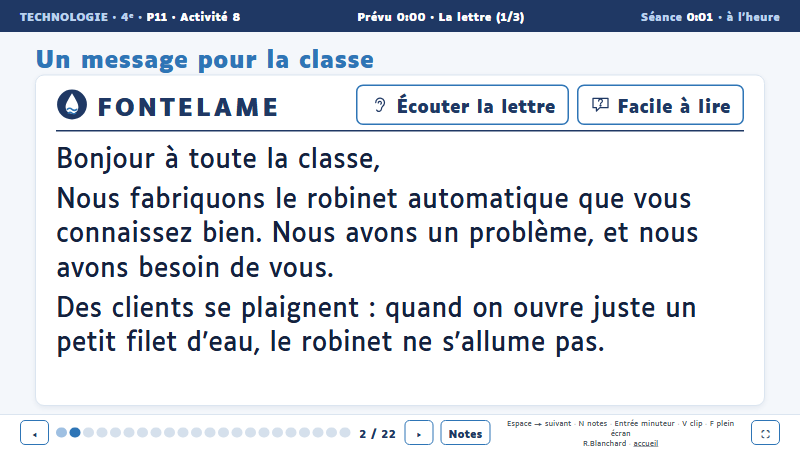 TECHNOLOGIE · 4e · P11 · Activité 8
Prévu 0:00 · La lettre (1/3)
Séance 0:01 · à l'heure
Un message pour la classe
FONTELAME
Écouter la lettre
Facile à lire
Bonjour à toute la classe,
Nous fabriquons le robinet automatique que vous
connaissez bien. Nous avons un problème, et nous
avons besoin de vous.
Des clients se plaignent : quand on ouvre juste un
petit filet d'eau, le robinet ne s'allume pas.
2 / 22
Notes
Espace → suivant · N notes · Entrée minuteur · V clip · F plein
écran
R.Blanchard · accueil